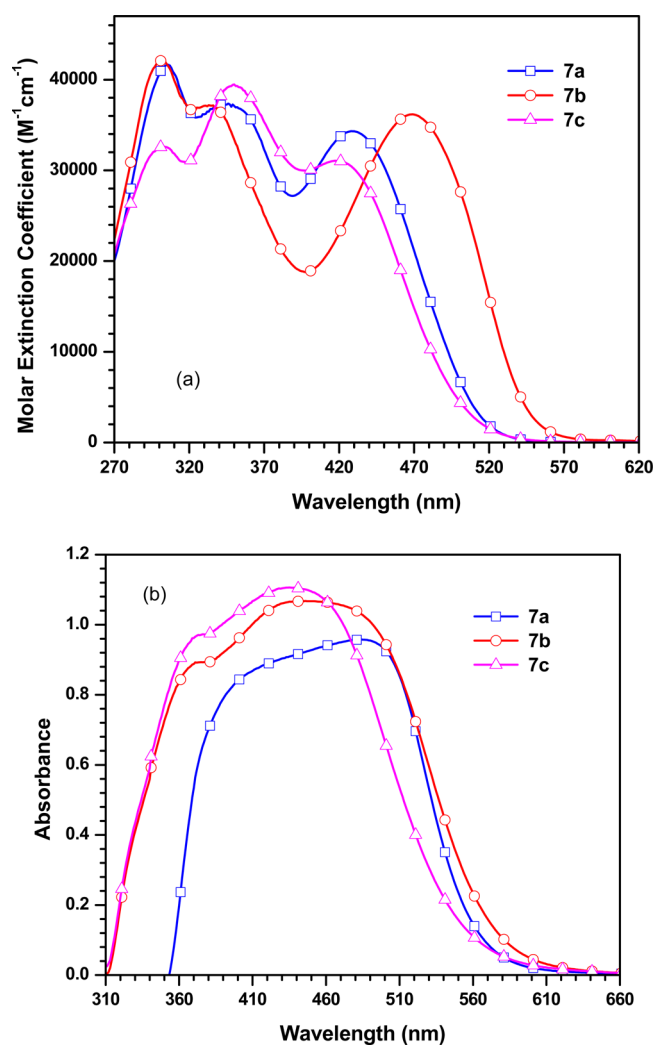 Molar Extinction Coefficient (M⁻¹cm⁻¹)
40000
30000
20000
10000
0
7a
7b
7c
(a)
270 320 370 420 470 520 570 620
Wavelength (nm)
Absorbance
1.2
1.0
0.8
0.6
0.4
0.2
0.0
(b)
7a
7b
7c
310 360 410 460 510 560 610 660
Wavelength (nm)